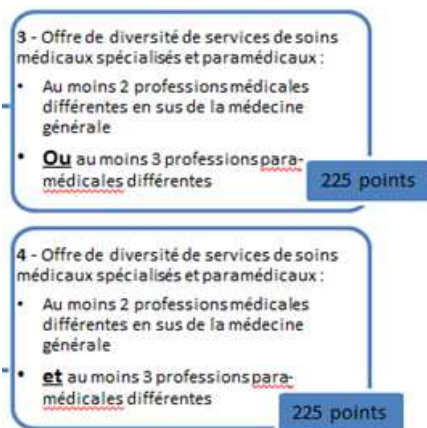 3 - Offre de diversité de services de soins
médicaux spécialisés et paramédicaux :
• Au moins 2 professions médicales
différentes en sus de la médecine
générale
• Ou au moins 3 professions para-
médicales différentes
225 points
4 - Offre de diversité de services de soins
médicaux spécialisés et paramédicaux :
• Au moins 2 professions médicales
différentes en sus de la médecine
générale
• et au moins 3 professions para-
médicales différentes
225 points